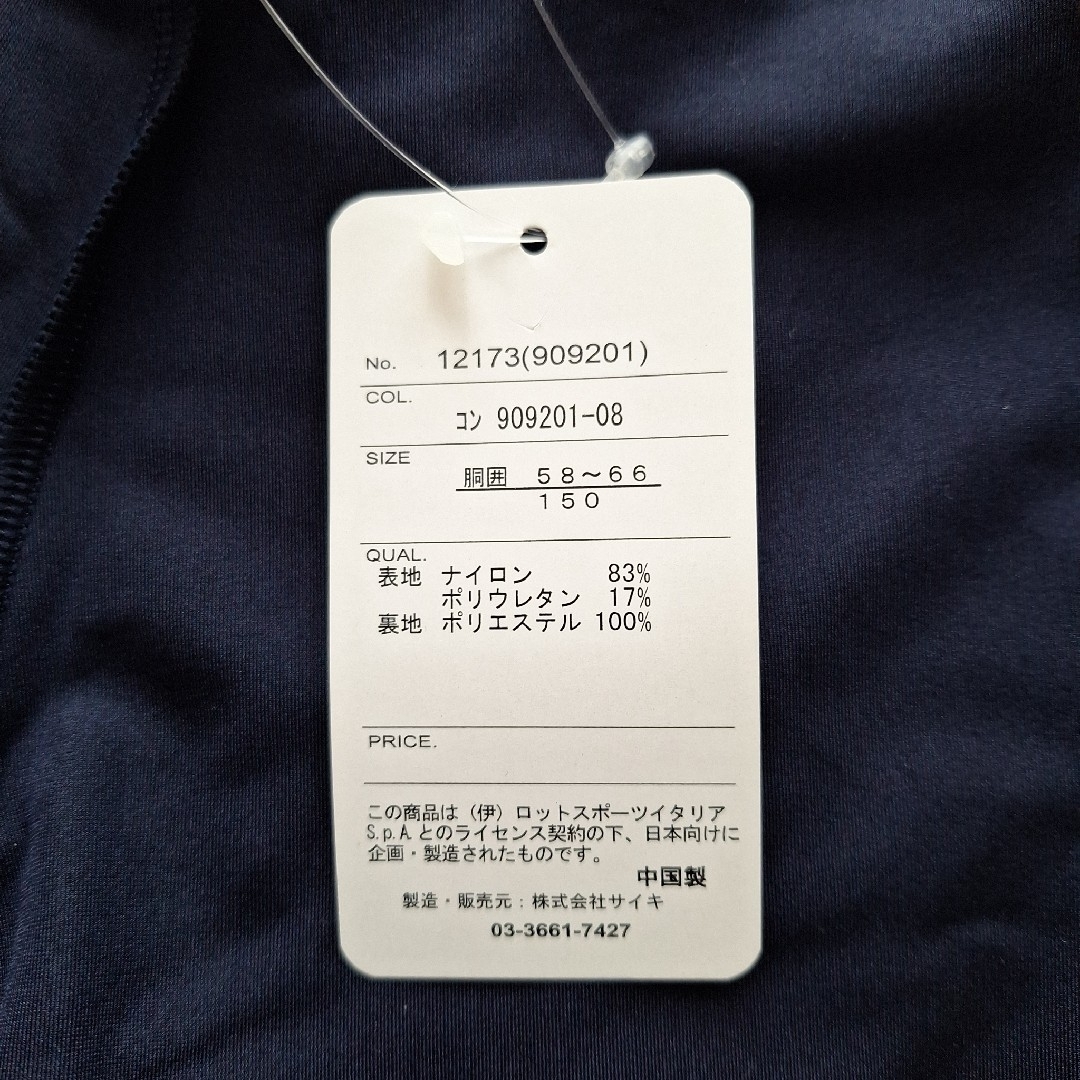 No. 12173(909201)
COL.
コン 909201-08
SIZE
胴囲 58～66
150
QUAL.
表地 ナイロン 83%
ポリウレタン 17%
裏地 ポリエステル 100%
PRICE.
この商品は（伊）ロットスポーツイタリア
S.p.A.とのライセンス契約の下、日本向けに
企画・製造されたものです。
中国製
製造・販売元：株式会社サイキ
03-3661-7427